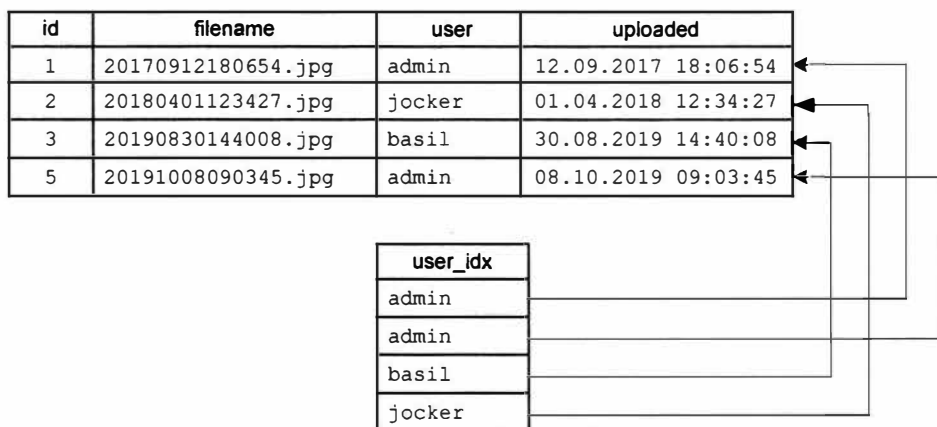 id filename user uploaded
1 20170912180654.jpg admin 12.09.2017 18:06:54
2 20180401123427.jpg jocker 01.04.2018 12:34:27
3 20190830144008.jpg basil 30.08.2019 14:40:08
5 20191008090345.jpg admin 08.10.2019 09:03:45
user_idx
admin
admin
basil
jocker